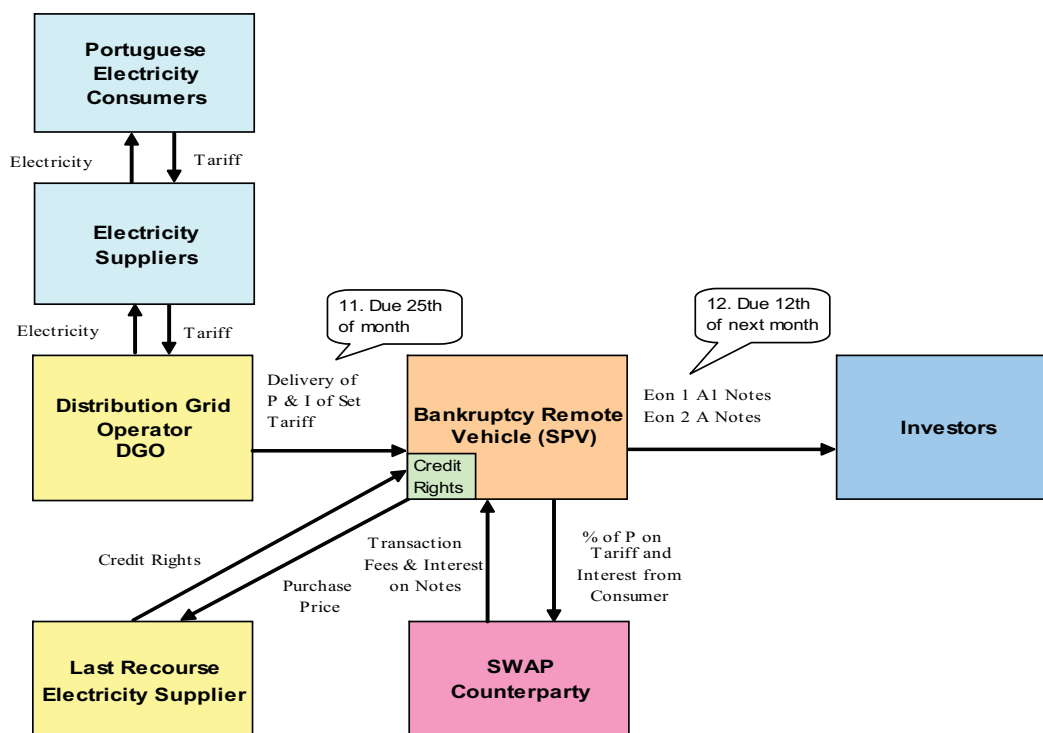 Portuguese
Electricity
Consumers
Electricity
Tariff
Electricity
Suppliers
Electricity
Tariff
11. Due 25th
of month
12. Due 12th
of next month
Distribution Grid
Operator
DGO
Delivery of
P & I of Set
Tariff
Bankruptcy Remote
Vehicle (SPV)
Credit
Rights
Eon 1 A1 Notes
Eon 2 A Notes
Investors
Credit Rights
Purchase
Price
Transaction
Fees & Interest
on Notes
% of P on
Tariff and
Interest from
Consumer
Last Recourse
Electricity Supplier
SWAP
Counterparty